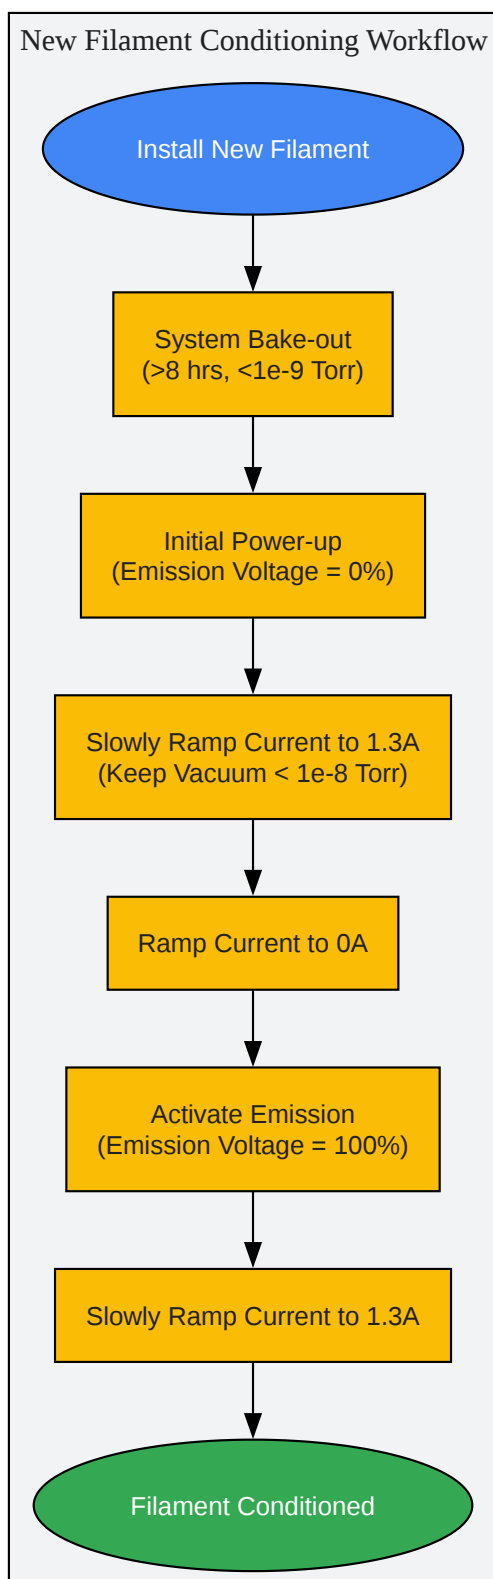 New Filament Conditioning Workflow
Install New Filament
System Bake-out
(>8 hrs, <1e-9 Torr)
Initial Power-up
(Emission Voltage = 0%)
Slowly Ramp Current to 1.3A
(Keep Vacuum < 1e-8 Torr)
Ramp Current to 0A
Activate Emission
(Emission Voltage = 100%)
Slowly Ramp Current to 1.3A
Filament Conditioned